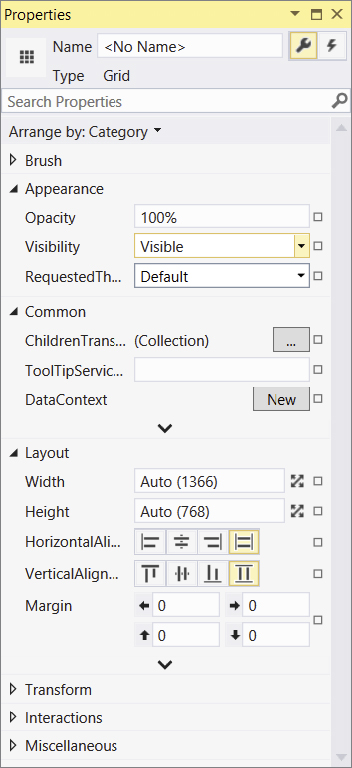 Properties
Name <No Name>
Type Grid
Search Properties
Arrange by: Category
Brush
Appearance
Opacity 100%
Visibility Visible
RequestedTh... Default
Common
ChildrenTrans... (Collection) ...
ToolTipServic...
DataContext New
Layout
Width Auto (1366)
Height Auto (768)
HorizontalAli...
VerticalAlignm...
Margin 0 0
0 0
Transform
Interactions
Miscellaneous